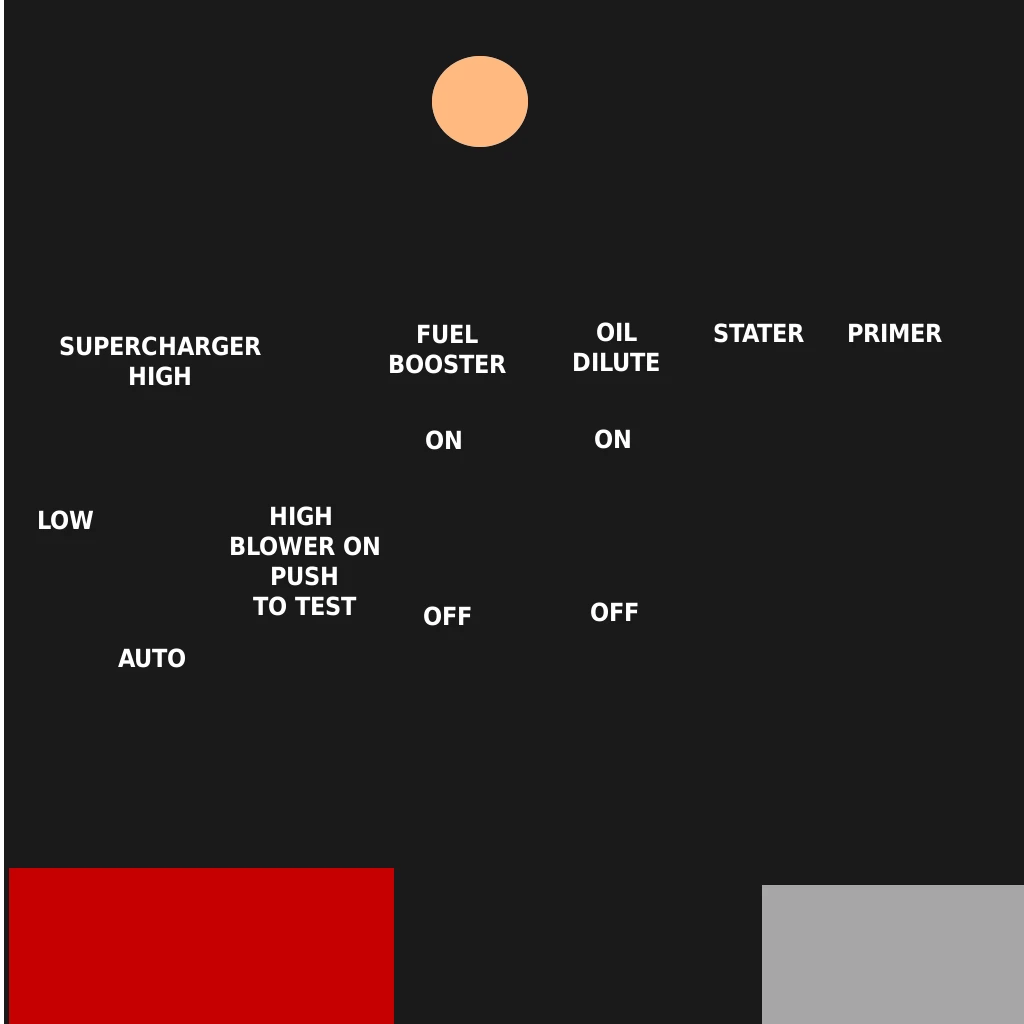 SUPERCHARGER
HIGH
FUEL
BOOSTER
OIL
DILUTE
STATER
PRIMER
ON
ON
LOW
HIGH
BLOWER ON
PUSH
TO TEST
OFF
OFF
AUTO